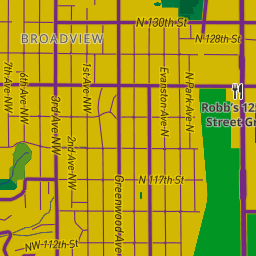 N 130th St
N 128th St
BROADVIEW
7th Ave NW
6th Ave NW
3rd Ave NW
2nd Ave NW
1st Ave NW
Evanston Ave N
N Park Ave N
Robb's 12
Street Gr
Greenwood Ave
N 117th St
NW 112th St